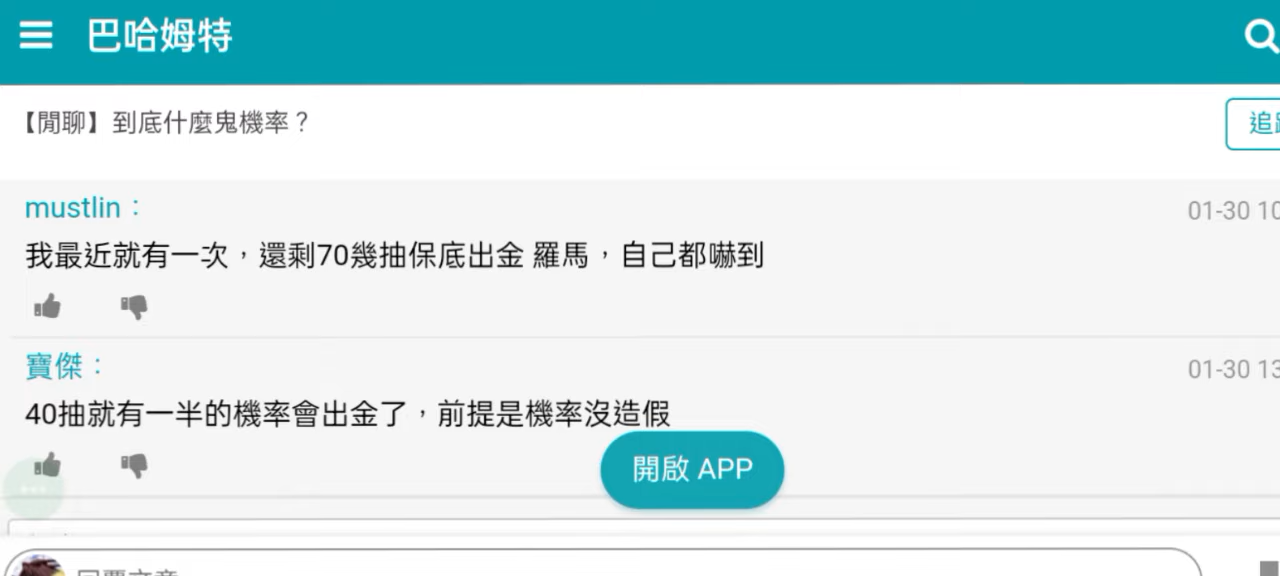 巴哈姆特
【閒聊】到底什麼鬼機率？
追
mustlin：
01-30 10
我最近就有一次，還剩70幾抽保底出金 羅馬，自己都嚇到
寶傑：
01-30 13
40抽就有一半的機率會出金了，前提是機率沒造假
開啟 APP